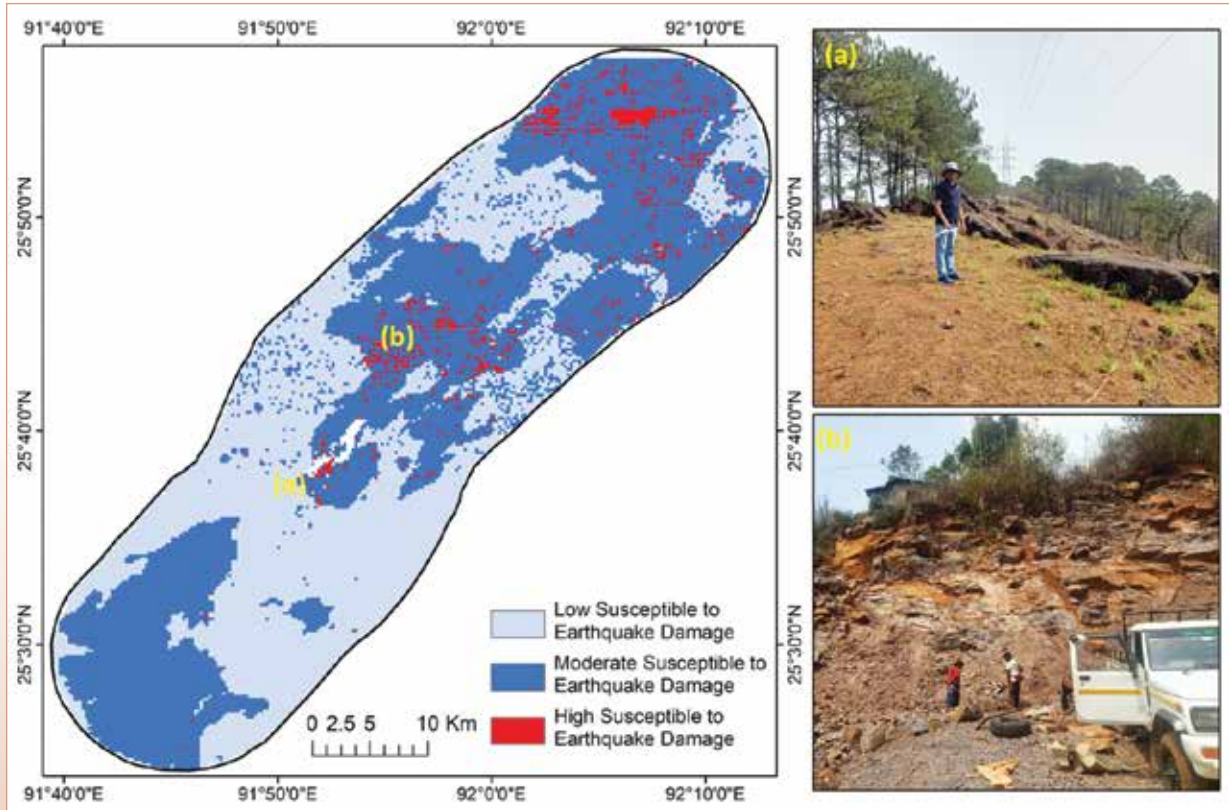 91°40'0"E 91°50'0"E 92°0'0"E 92°10'0"E
25°50'0"N
25°40'0"N
25°30'0"N
25°50'0"N
25°40'0"N
25°30'0"N
(b)
(a)
Low Susceptible to
Earthquake Damage
Moderate Susceptible to
Earthquake Damage
High Susceptible to
Earthquake Damage
0 2.5 5 10 Km
91°40'0"E 91°50'0"E 92°0'0"E 92°10'0"E
(a)
(b)